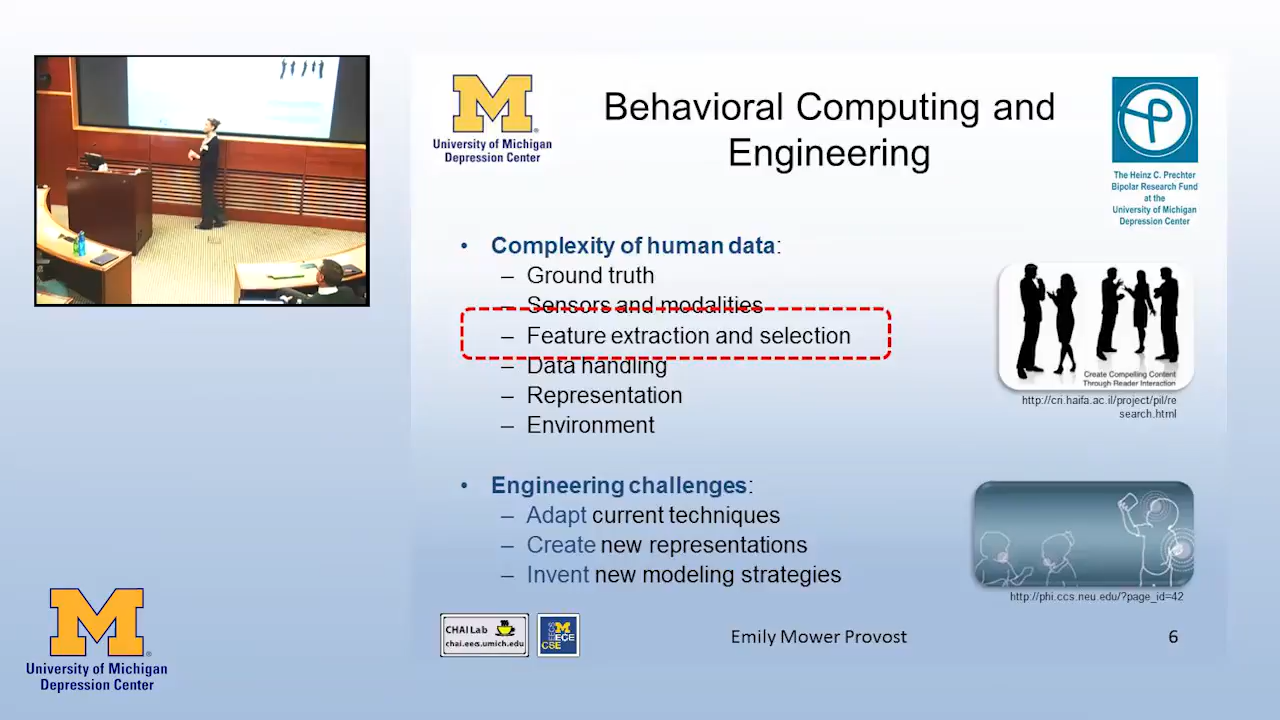 University of Michigan
Depression Center
Behavioral Computing and
Engineering
The Heinz C. Prechter
Bipolar Research Fund
at the
University of Michigan
Depression Center
• Complexity of human data:
– Ground truth
– Sensors and modalities
– Feature extraction and selection
– Data handling
– Representation
– Environment
Create Compelling Content
Through Reader Interaction
http://cri.haifa.ac.il/project/pil/re
search.html
• Engineering challenges:
– Adapt current techniques
– Create new representations
– Invent new modeling strategies
http://phi.ccs.neu.edu/?page_id=42
CHAI Lab
chai.eecs.umich.edu
M
ECE
CSE
Emily Mower Provost
6
M
University of Michigan
Depression Center